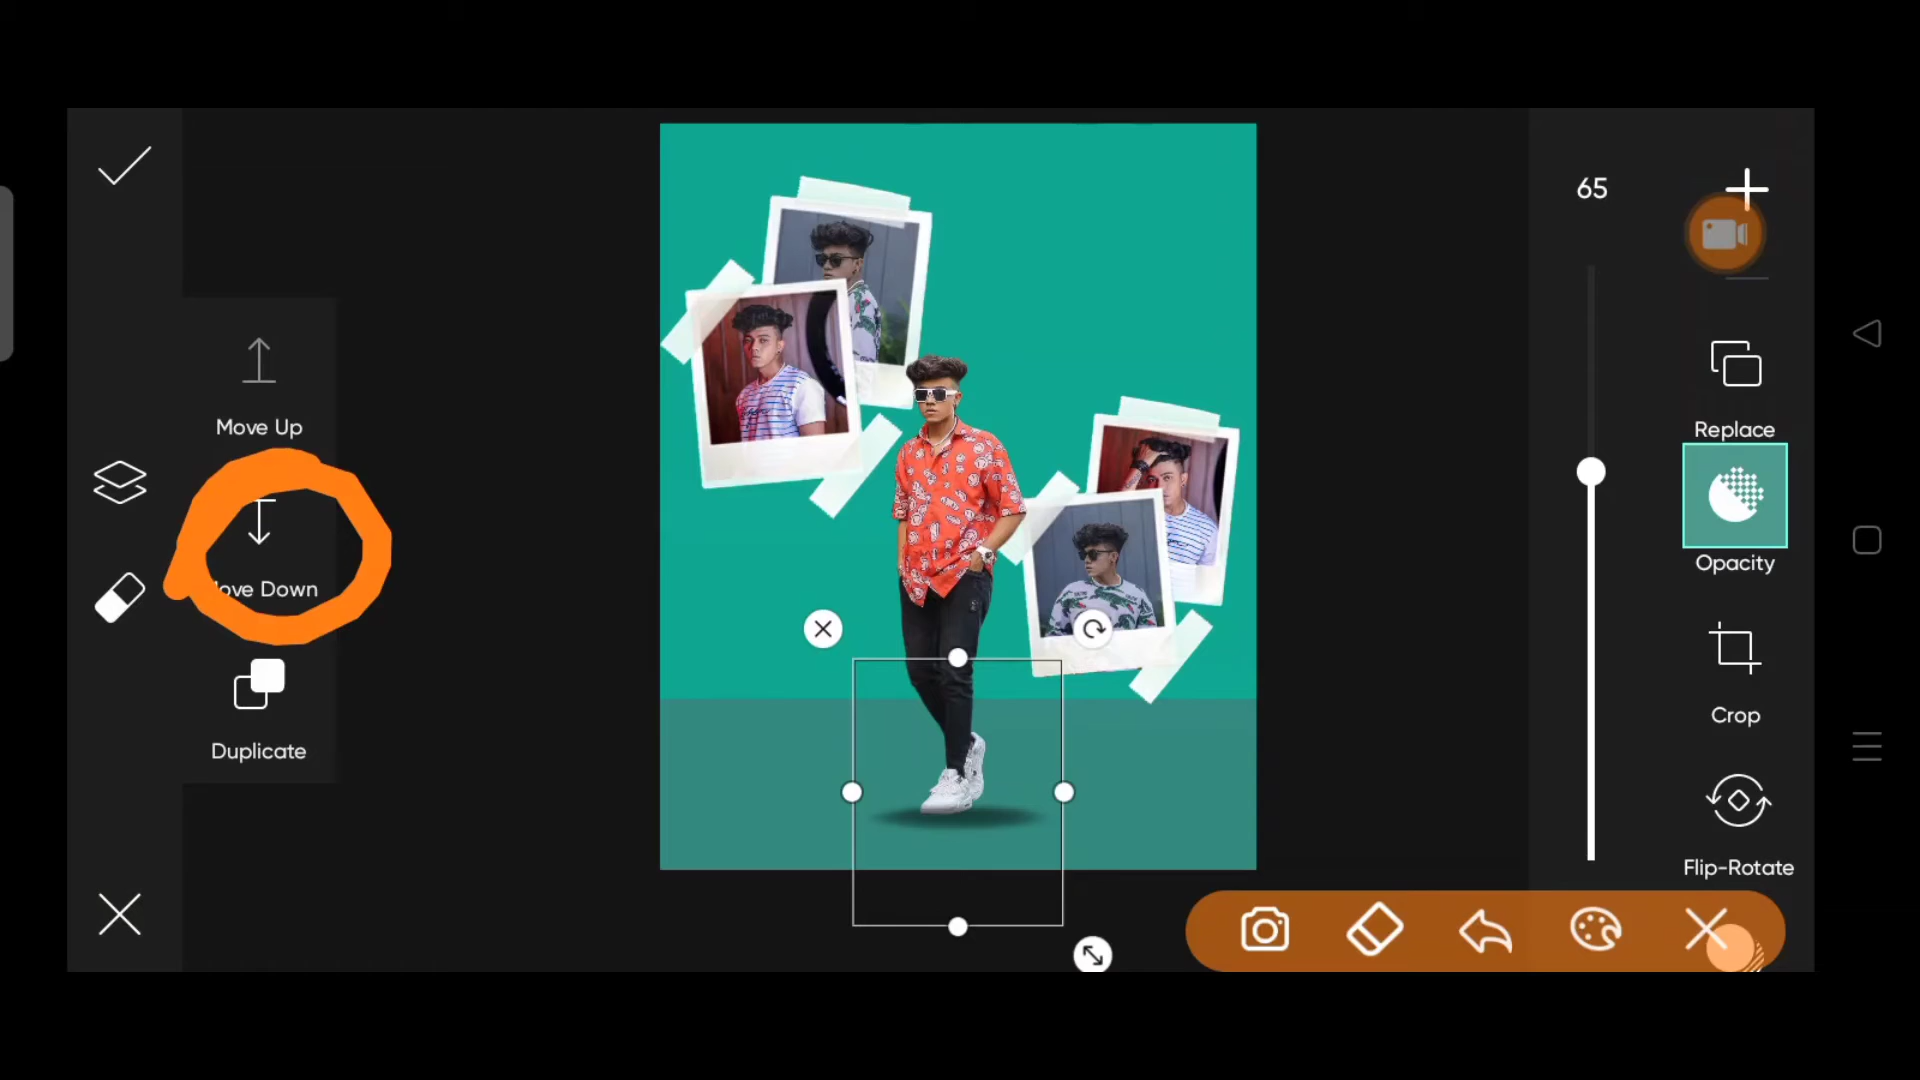 65
Move Up
Replace
ove Down
Opacity
Duplicate
Crop
Flip-Rotate